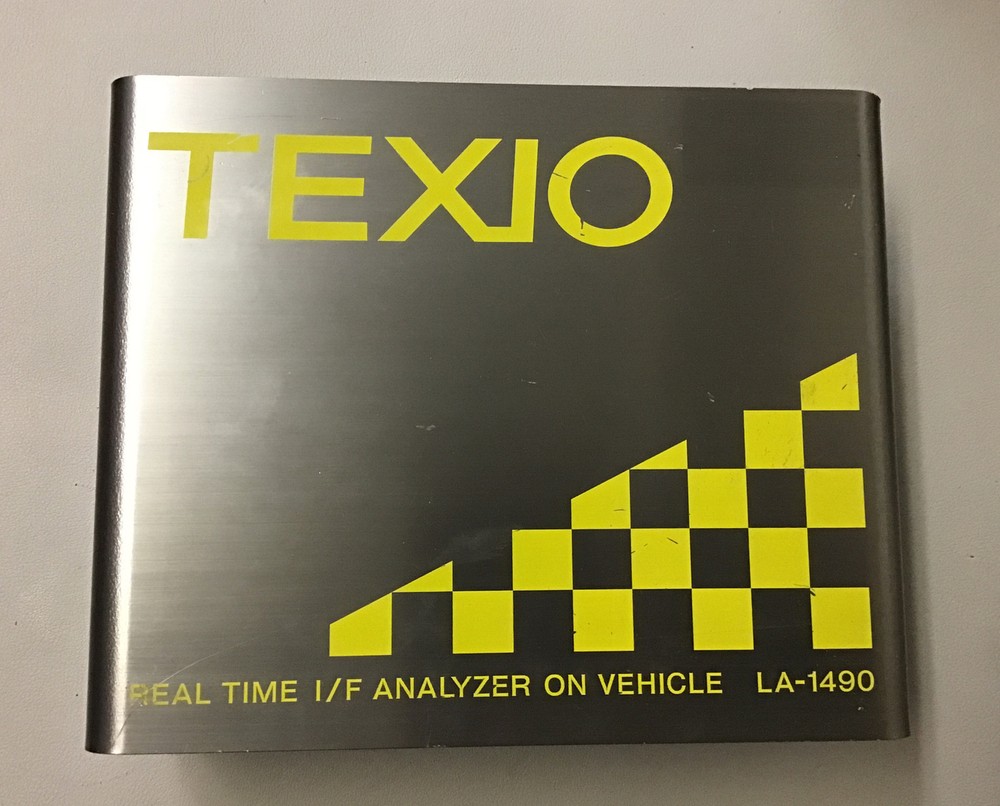 TEXIO
REAL TIME I/F ANALYZER ON VEHICLE LA-1490